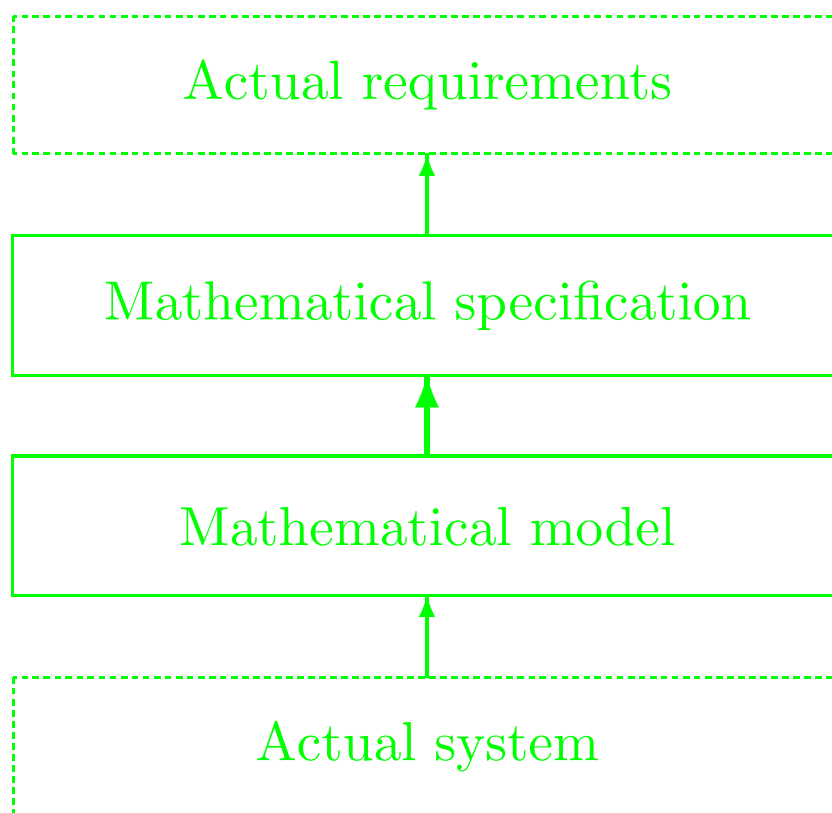 Actual requirements
Mathematical specification
Mathematical model
Actual system